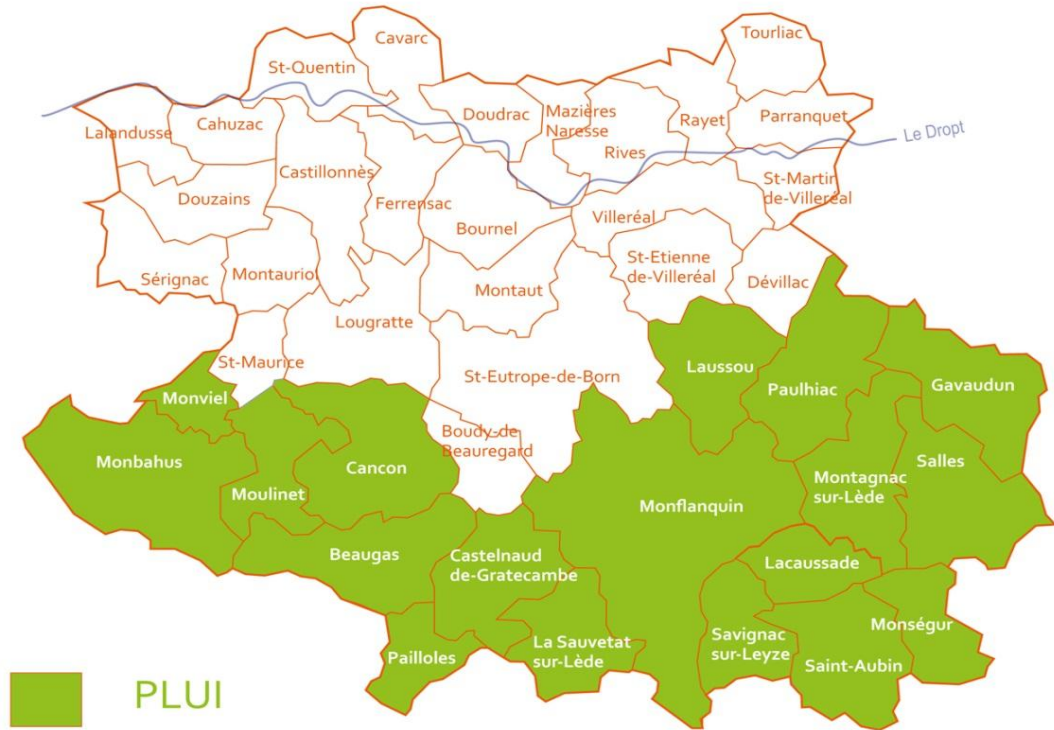 Cavarc
Tourliac
St-Quentin
Lalandusse
Cahuzac
Doudrac
Mazières
Naresse
Rayet
Parranquet
Le Dropt
Rives
Castillonnès
Douzains
Ferrensac
St-Martin
de-Villeréal
Villeréal
Bournel
Sérignac
Montauriol
St-Etienne
de-Villeréal
Montaut
Dévillac
Lougratte
St-Maurice
Laussou
St-Eutrope-de-Born
Paulhiac
Gavaudun
Monviel
Boudy-de
Beauregard
Monbahus
Cancon
Salles
Moulinet
Montagnac
sur-Lède
Monflanquin
Beaugas
Castelnaud
de-Gratecambe
Lacaussade
Monségur
Pailloles
La Sauvetat
sur-Lède
Savignac
sur-Leyze
Saint-Aubin
PLUI